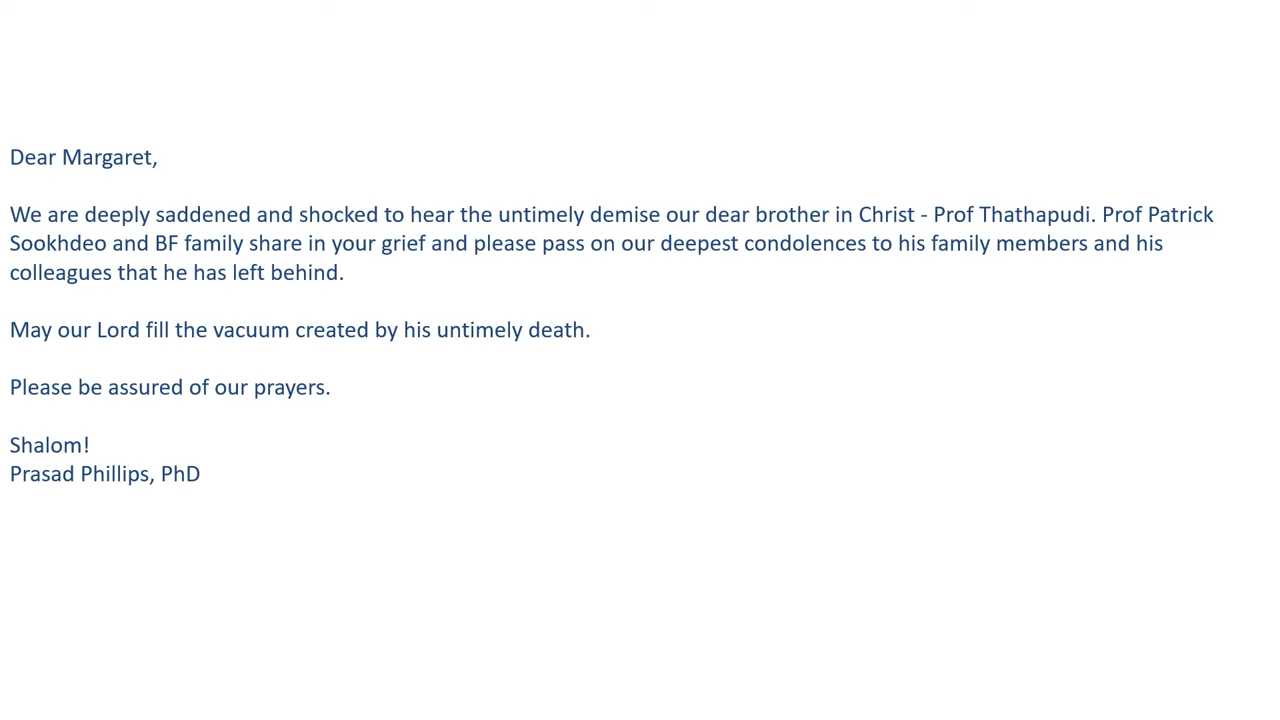 Dear Margaret,
We are deeply saddened and shocked to hear the untimely demise our dear brother in Christ - Prof Thathapudi. Prof Patrick
Sookhdeo and BF family share in your grief and please pass on our deepest condolences to his family members and his
colleagues that he has left behind.
May our Lord fill the vacuum created by his untimely death.
Please be assured of our prayers.
Shalom!
Prasad Phillips, PhD